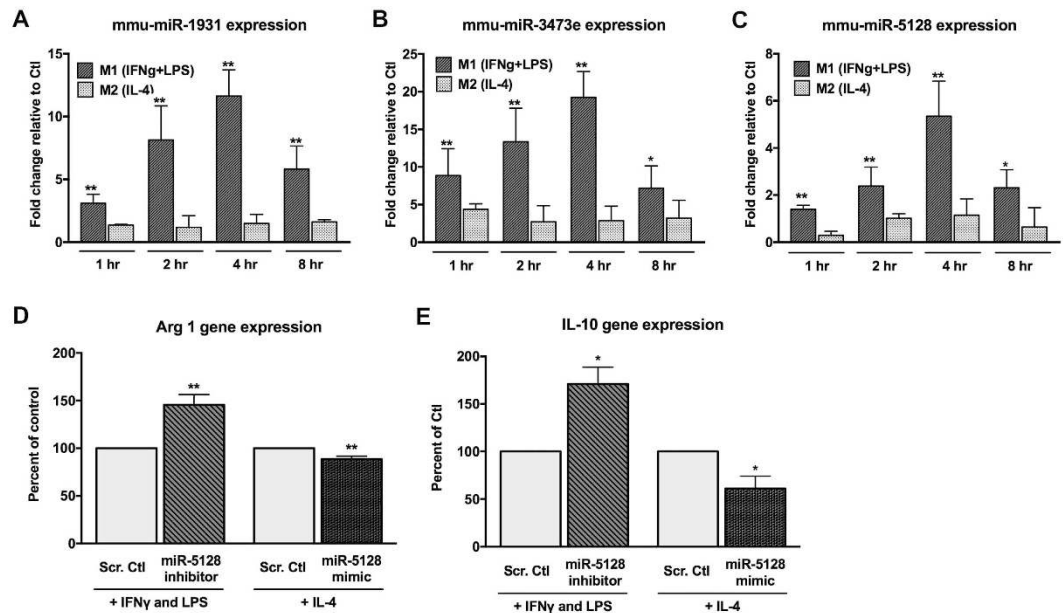 A
mmu-miR-1931 expression
Fold change relative to Ctl
15
10
5
0
M1 (IFNg+LPS)
M2 (IL-4)
**
**
**
**
1 hr
2 hr
4 hr
8 hr
B
mmu-miR-3473e expression
Fold change relative to Ctl
25
20
15
10
5
0
M1 (IFNg+LPS)
M2 (IL-4)
**
**
**
*
1 hr
2 hr
4 hr
8 hr
C
mmu-miR-5128 expression
Fold change relative to Ctl
8
6
4
2
0
M1 (IFNg+LPS)
M2 (IL-4)
**
**
**
*
1 hr
2 hr
4 hr
8 hr
D
Arg 1 gene expression
Percent of control
200
150
100
50
0
**
**
Scr. Ctl
miR-5128
inhibitor
Scr. Ctl
miR-5128
mimic
+ IFNγ and LPS
+ IL-4
E
IL-10 gene expression
Percent of Ctl
200
150
100
50
0
*
*
Scr. Ctl
miR-5128
inhibitor
Scr. Ctl
miR-5128
mimic
+ IFNγ and LPS
+ IL-4